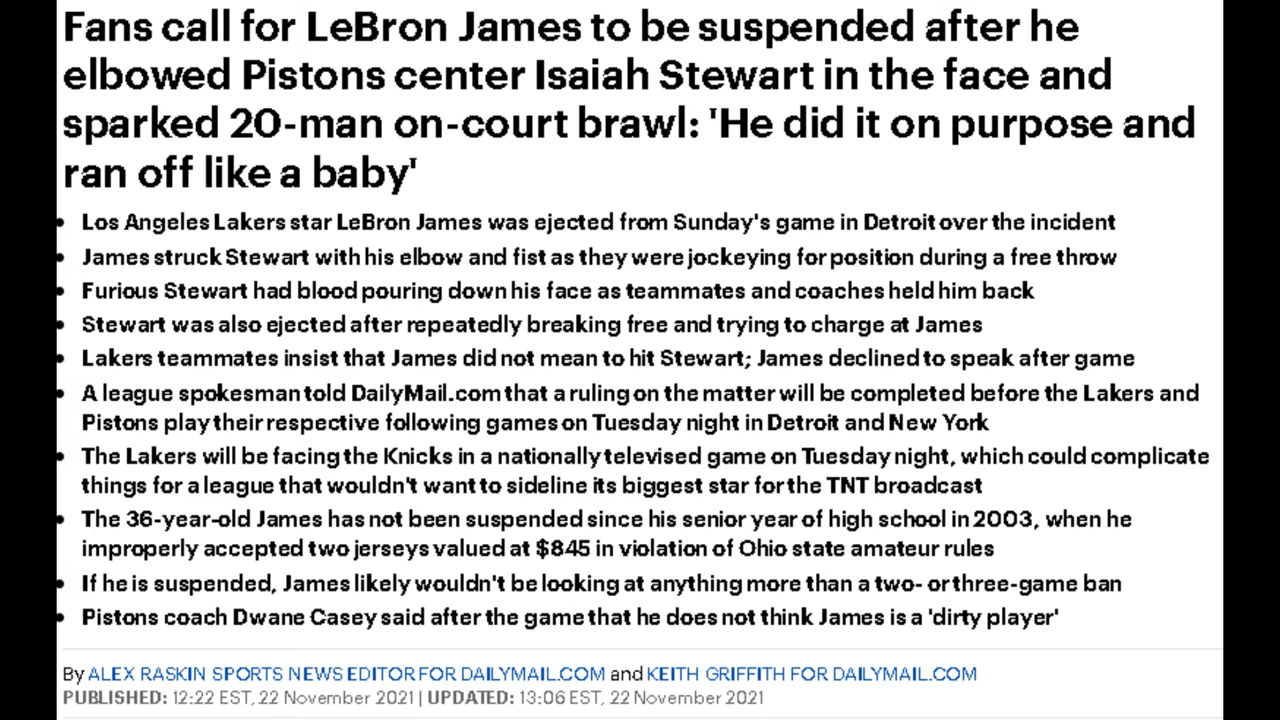 Fans call for LeBron James to be suspended after he
elbowed Pistons center Isaiah Stewart in the face and
sparked 20-man on-court brawl: 'He did it on purpose and
ran off like a baby'
• Los Angeles Lakers star LeBron James was ejected from Sunday's game in Detroit over the incident
• James struck Stewart with his elbow and fist as they were jockeying for position during a free throw
• Furious Stewart had blood pouring down his face as teammates and coaches held him back
• Stewart was also ejected after repeatedly breaking free and trying to charge at James
• Lakers teammates insist that James did not mean to hit Stewart; James declined to speak after game
• A league spokesman told DailyMail.com that a ruling on the matter will be completed before the Lakers and
Pistons play their respective following games on Tuesday night in Detroit and New York
• The Lakers will be facing the Knicks in a nationally televised game on Tuesday night, which could complicate
things for a league that wouldn't want to sideline its biggest star for the TNT broadcast
• The 36-year-old James has not been suspended since his senior year of high school in 2003, when he
improperly accepted two jerseys valued at $845 in violation of Ohio state amateur rules
• If he is suspended, James likely wouldn't be looking at anything more than a two- or three-game ban
• Pistons coach Dwane Casey said after the game that he does not think James is a 'dirty player'
By ALEX RASKIN SPORTS NEWS EDITOR FOR DAILYMAIL.COM and KEITH GRIFFITH FOR DAILYMAIL.COM
PUBLISHED: 12:22 EST, 22 November 2021 | UPDATED: 13:06 EST, 22 November 2021